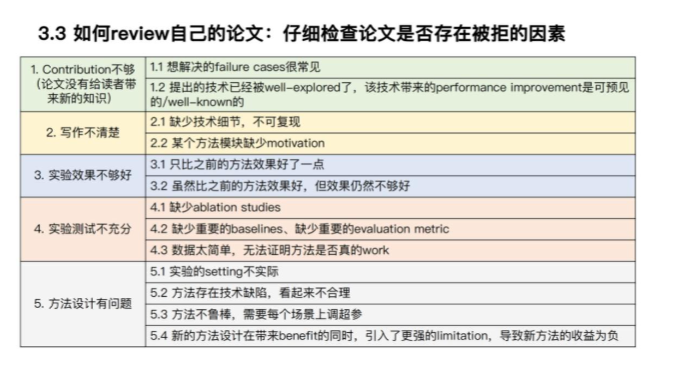 3.3 如何review自己的论文：仔细检查论文是否存在被拒的因素
1. Contribution不够
（论文没有给读者带
来新的知识）
1.1 想解决的failure cases很常见
1.2 提出的技术已经被well-explored了，该技术带来的performance improvement是可预见
的/well-known的
2. 写作不清楚
2.1 缺少技术细节，不可复现
2.2 某个方法模块缺少motivation
3. 实验效果不够好
3.1 只比之前的方法效果好了一点
3.2 虽然比之前的方法效果好，但效果仍然不够好
4. 实验测试不充分
4.1 缺少ablation studies
4.2 缺少重要的baselines、缺少重要的evaluation metric
4.3 数据太简单，无法证明方法是否真的work
5. 方法设计有问题
5.1 实验的setting不实际
5.2 方法存在技术缺陷，看起来不合理
5.3 方法不鲁棒，需要每个场景上调超参
5.4 新的方法设计在带来benefit的同时，引入了更强的limitation，导致新方法的收益为负